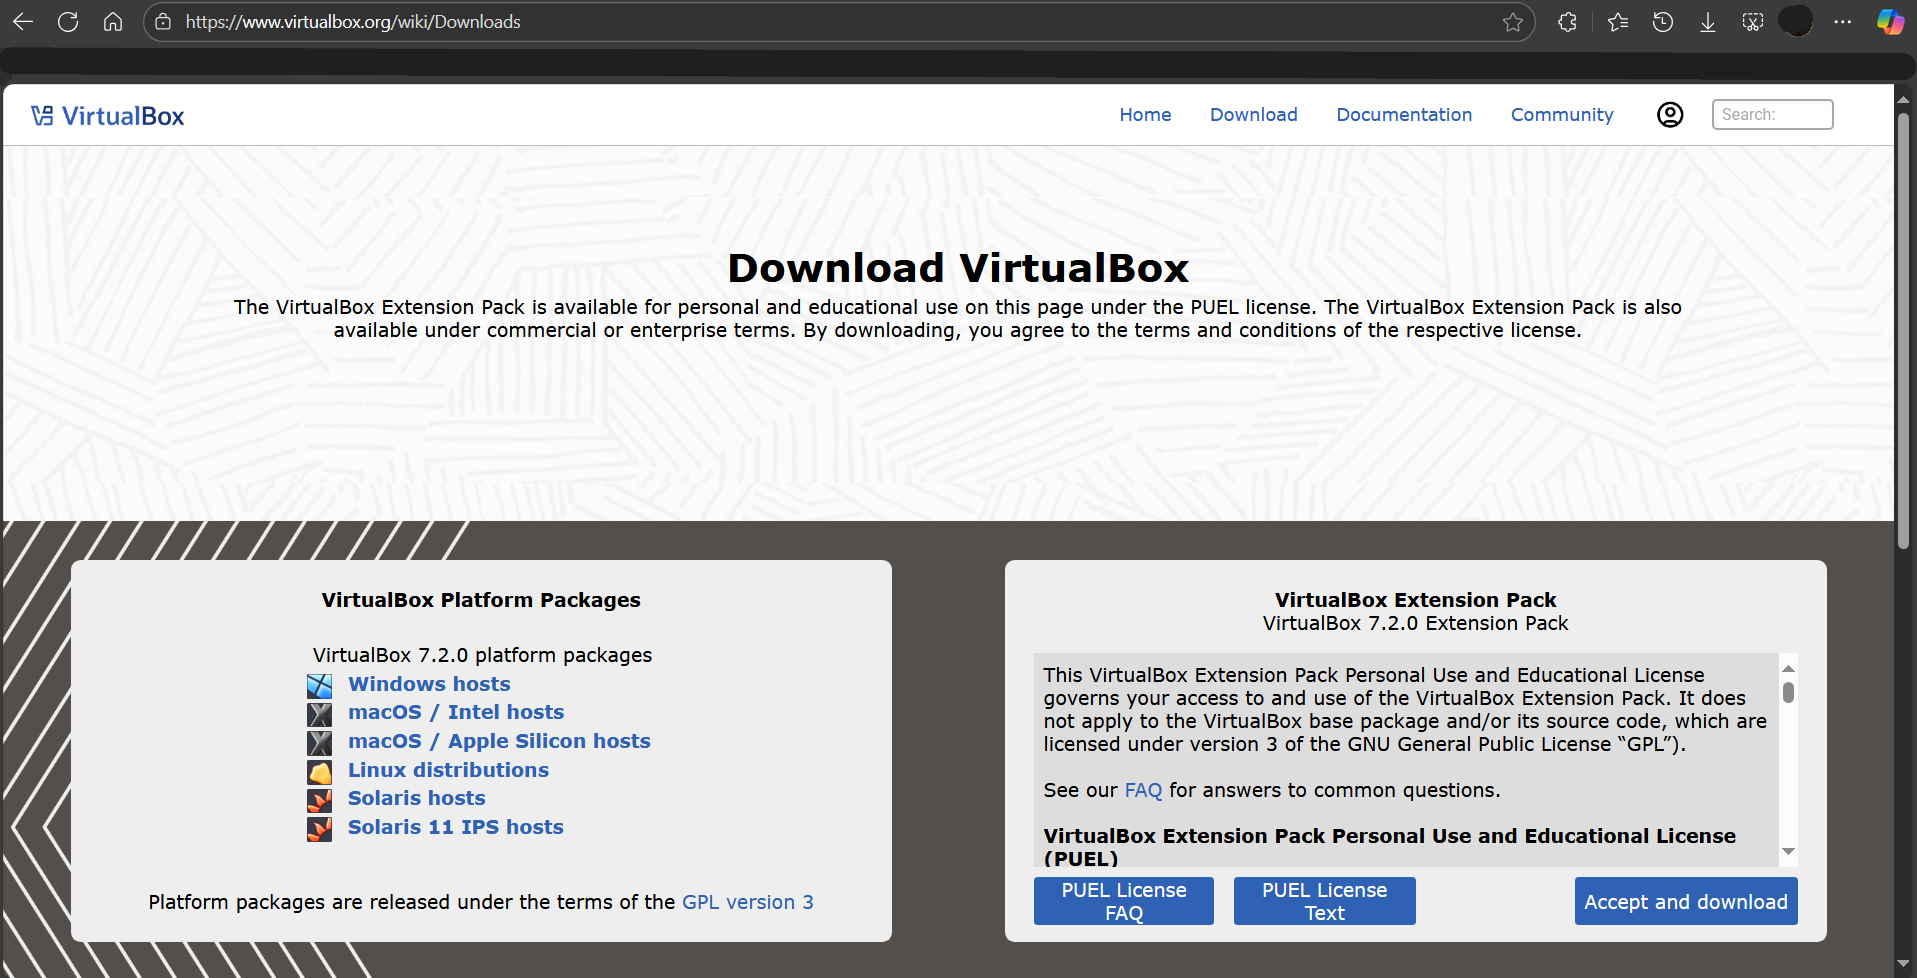 https://www.virtualbox.org/wiki/Downloads
VirtualBox
Home
Download
Documentation
Community
Search:
Download VirtualBox
The VirtualBox Extension Pack is available for personal and educational use on this page under the PUEL license. The VirtualBox Extension Pack is also
available under commercial or enterprise terms. By downloading, you agree to the terms and conditions of the respective license.
VirtualBox Platform Packages
VirtualBox 7.2.0 platform packages
Windows hosts
macOS / Intel hosts
macOS / Apple Silicon hosts
Linux distributions
Solaris hosts
Solaris 11 IPS hosts
Platform packages are released under the terms of the GPL version 3
VirtualBox Extension Pack
VirtualBox 7.2.0 Extension Pack
This VirtualBox Extension Pack Personal Use and Educational License
governs your access to and use of the VirtualBox Extension Pack. It does
not apply to the VirtualBox base package and/or its source code, which are
licensed under version 3 of the GNU General Public License “GPL”).
See our FAQ for answers to common questions.
VirtualBox Extension Pack Personal Use and Educational License
(PUEL)
PUEL License
FAQ
PUEL License
Text
Accept and download